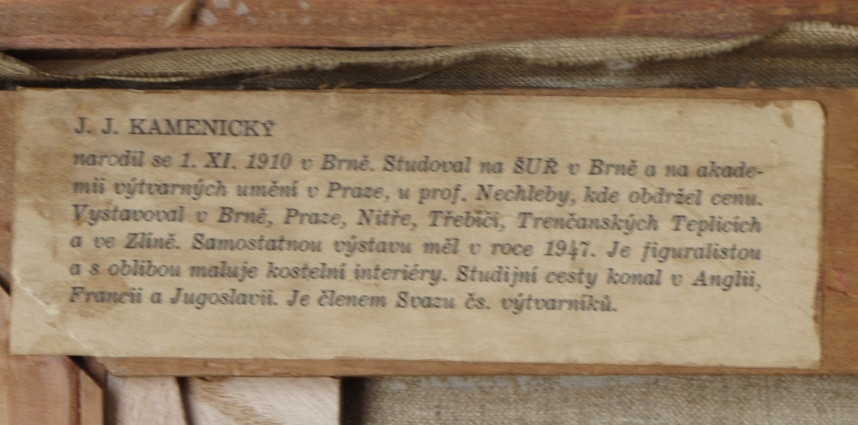 J. J. KAMENICKÝ
narodil se 1. XI. 1910 v Brně. Studoval na ŠUŘ v Brně a na akade-
mii výtvarných umění v Praze, u prof. Nechleby, kde obdržel cenu.
Vystavoval v Brně, Praze, Nitře, Třebíči, Trenčanských Teplicích
a ve Zlíně. Samostatnou výstavu měl v roce 1947. Je figuralistou
a s oblibou maluje kostelní interiéry. Studijní cesty konal v Anglii,
Francii a Jugoslavii. Je členem Svazu čs. výtvarníků.